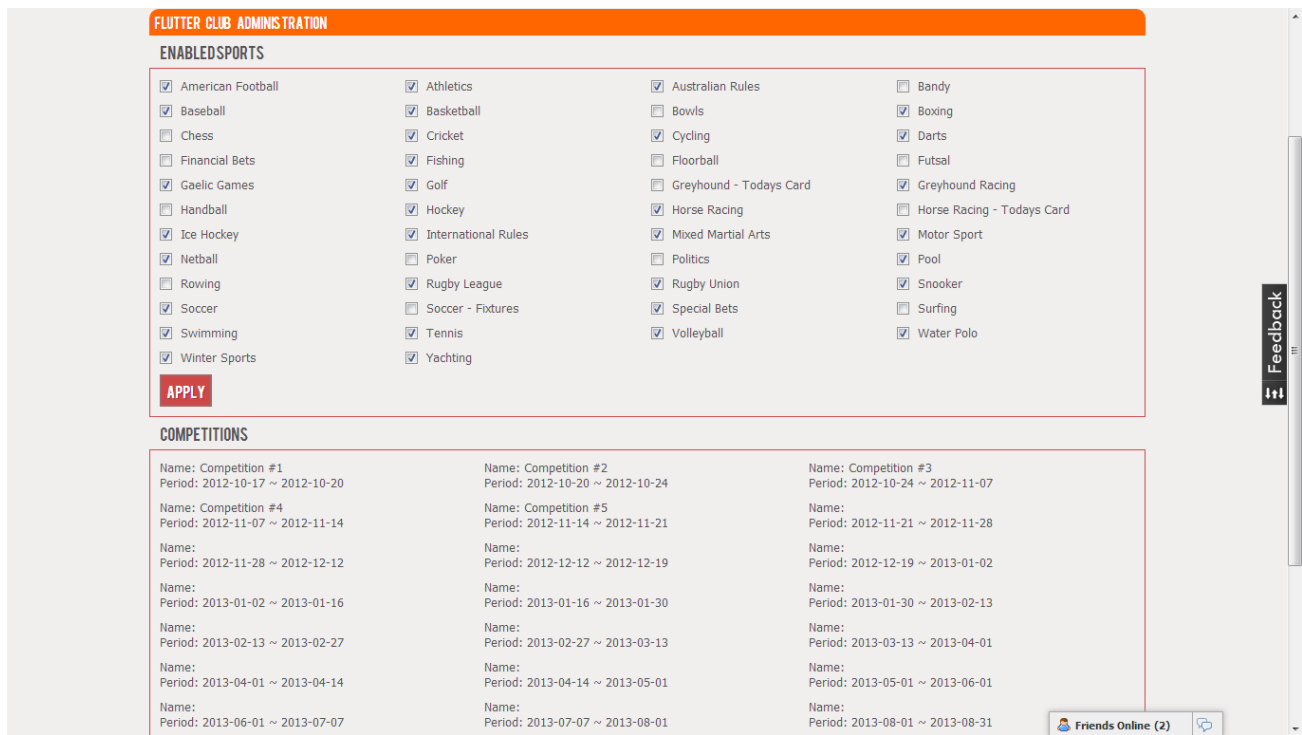 FLUTTER CLUB ADMINISTRATION
ENABLED SPORTS
American Football Athletics Australian Rules Bandy
Baseball Basketball Bowls Boxing
Chess Cricket Cycling Darts
Financial Bets Fishing Floorball Futsal
Gaelic Games Golf Greyhound - Todays Card Greyhound Racing
Handball Hockey Horse Racing Horse Racing - Todays Card
Ice Hockey International Rules Mixed Martial Arts Motor Sport
Netball Poker Politics Pool
Rowing Rugby League Rugby Union Snooker
Soccer Soccer - Fixtures Special Bets Surfing
Swimming Tennis Volleyball Water Polo
Winter Sports Yachting
APPLY
COMPETITIONS
Name: Competition #1 Name: Competition #2 Name: Competition #3
Period: 2012-10-17 ~ 2012-10-20 Period: 2012-10-20 ~ 2012-10-24 Period: 2012-10-24 ~ 2012-11-07
Name: Competition #4 Name: Competition #5 Name:
Period: 2012-11-07 ~ 2012-11-14 Period: 2012-11-14 ~ 2012-11-21 Period: 2012-11-21 ~ 2012-11-28
Name: Name: Name:
Period: 2012-11-28 ~ 2012-12-12 Period: 2012-12-12 ~ 2012-12-19 Period: 2012-12-19 ~ 2013-01-02
Name: Name: Name:
Period: 2013-01-02 ~ 2013-01-16 Period: 2013-01-16 ~ 2013-01-30 Period: 2013-01-30 ~ 2013-02-13
Name: Name: Name:
Period: 2013-02-13 ~ 2013-02-27 Period: 2013-02-27 ~ 2013-03-13 Period: 2013-03-13 ~ 2013-04-01
Name: Name: Name:
Period: 2013-04-01 ~ 2013-04-14 Period: 2013-04-14 ~ 2013-05-01 Period: 2013-05-01 ~ 2013-06-01
Name: Name: Name:
Period: 2013-06-01 ~ 2013-07-07 Period: 2013-07-07 ~ 2013-08-01 Period: 2013-08-01 ~ 2013-08-31
Feedback
Friends Online (2)